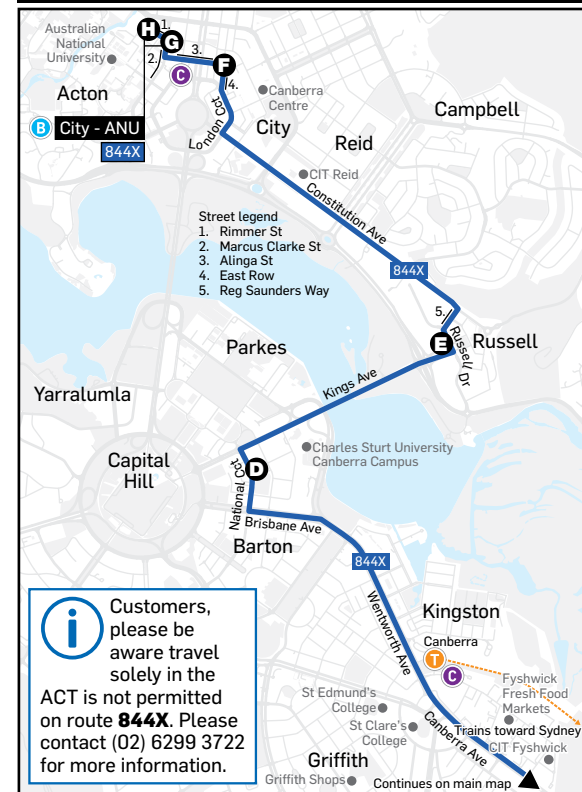 Australian
National
University
H
1.
G
2.
3.
F
C
4.
Canberra
Centre
Acton
B City - ANU
844X
London Cct
City
Campbell
Reid
CIT Reid
Constitution Ave
Street legend
1. Rimmer St
2. Marcus Clarke St
3. Alinga St
4. East Row
5. Reg Saunders Way
844X
5.
E
Russell
Russell Dr
Parkes
Kings Ave
Yarralumla
Charles Sturt University
Canberra Campus
Capital
Hill
D
National Cct
Brisbane Ave
Barton
844X
Wentworth Ave
Kingston
Canberra
T
C
Fyshwick
Fresh Food
Markets
St Edmund's
College
St Clare's
College
Canberra Ave
Trains toward Sydney
CIT Fyshwick
Griffith
Griffith Shops
Continues on main map
i
Customers,
please be
aware travel
solely in the
ACT is not permitted
on route 844X. Please
contact (02) 6299 3722
for more information.